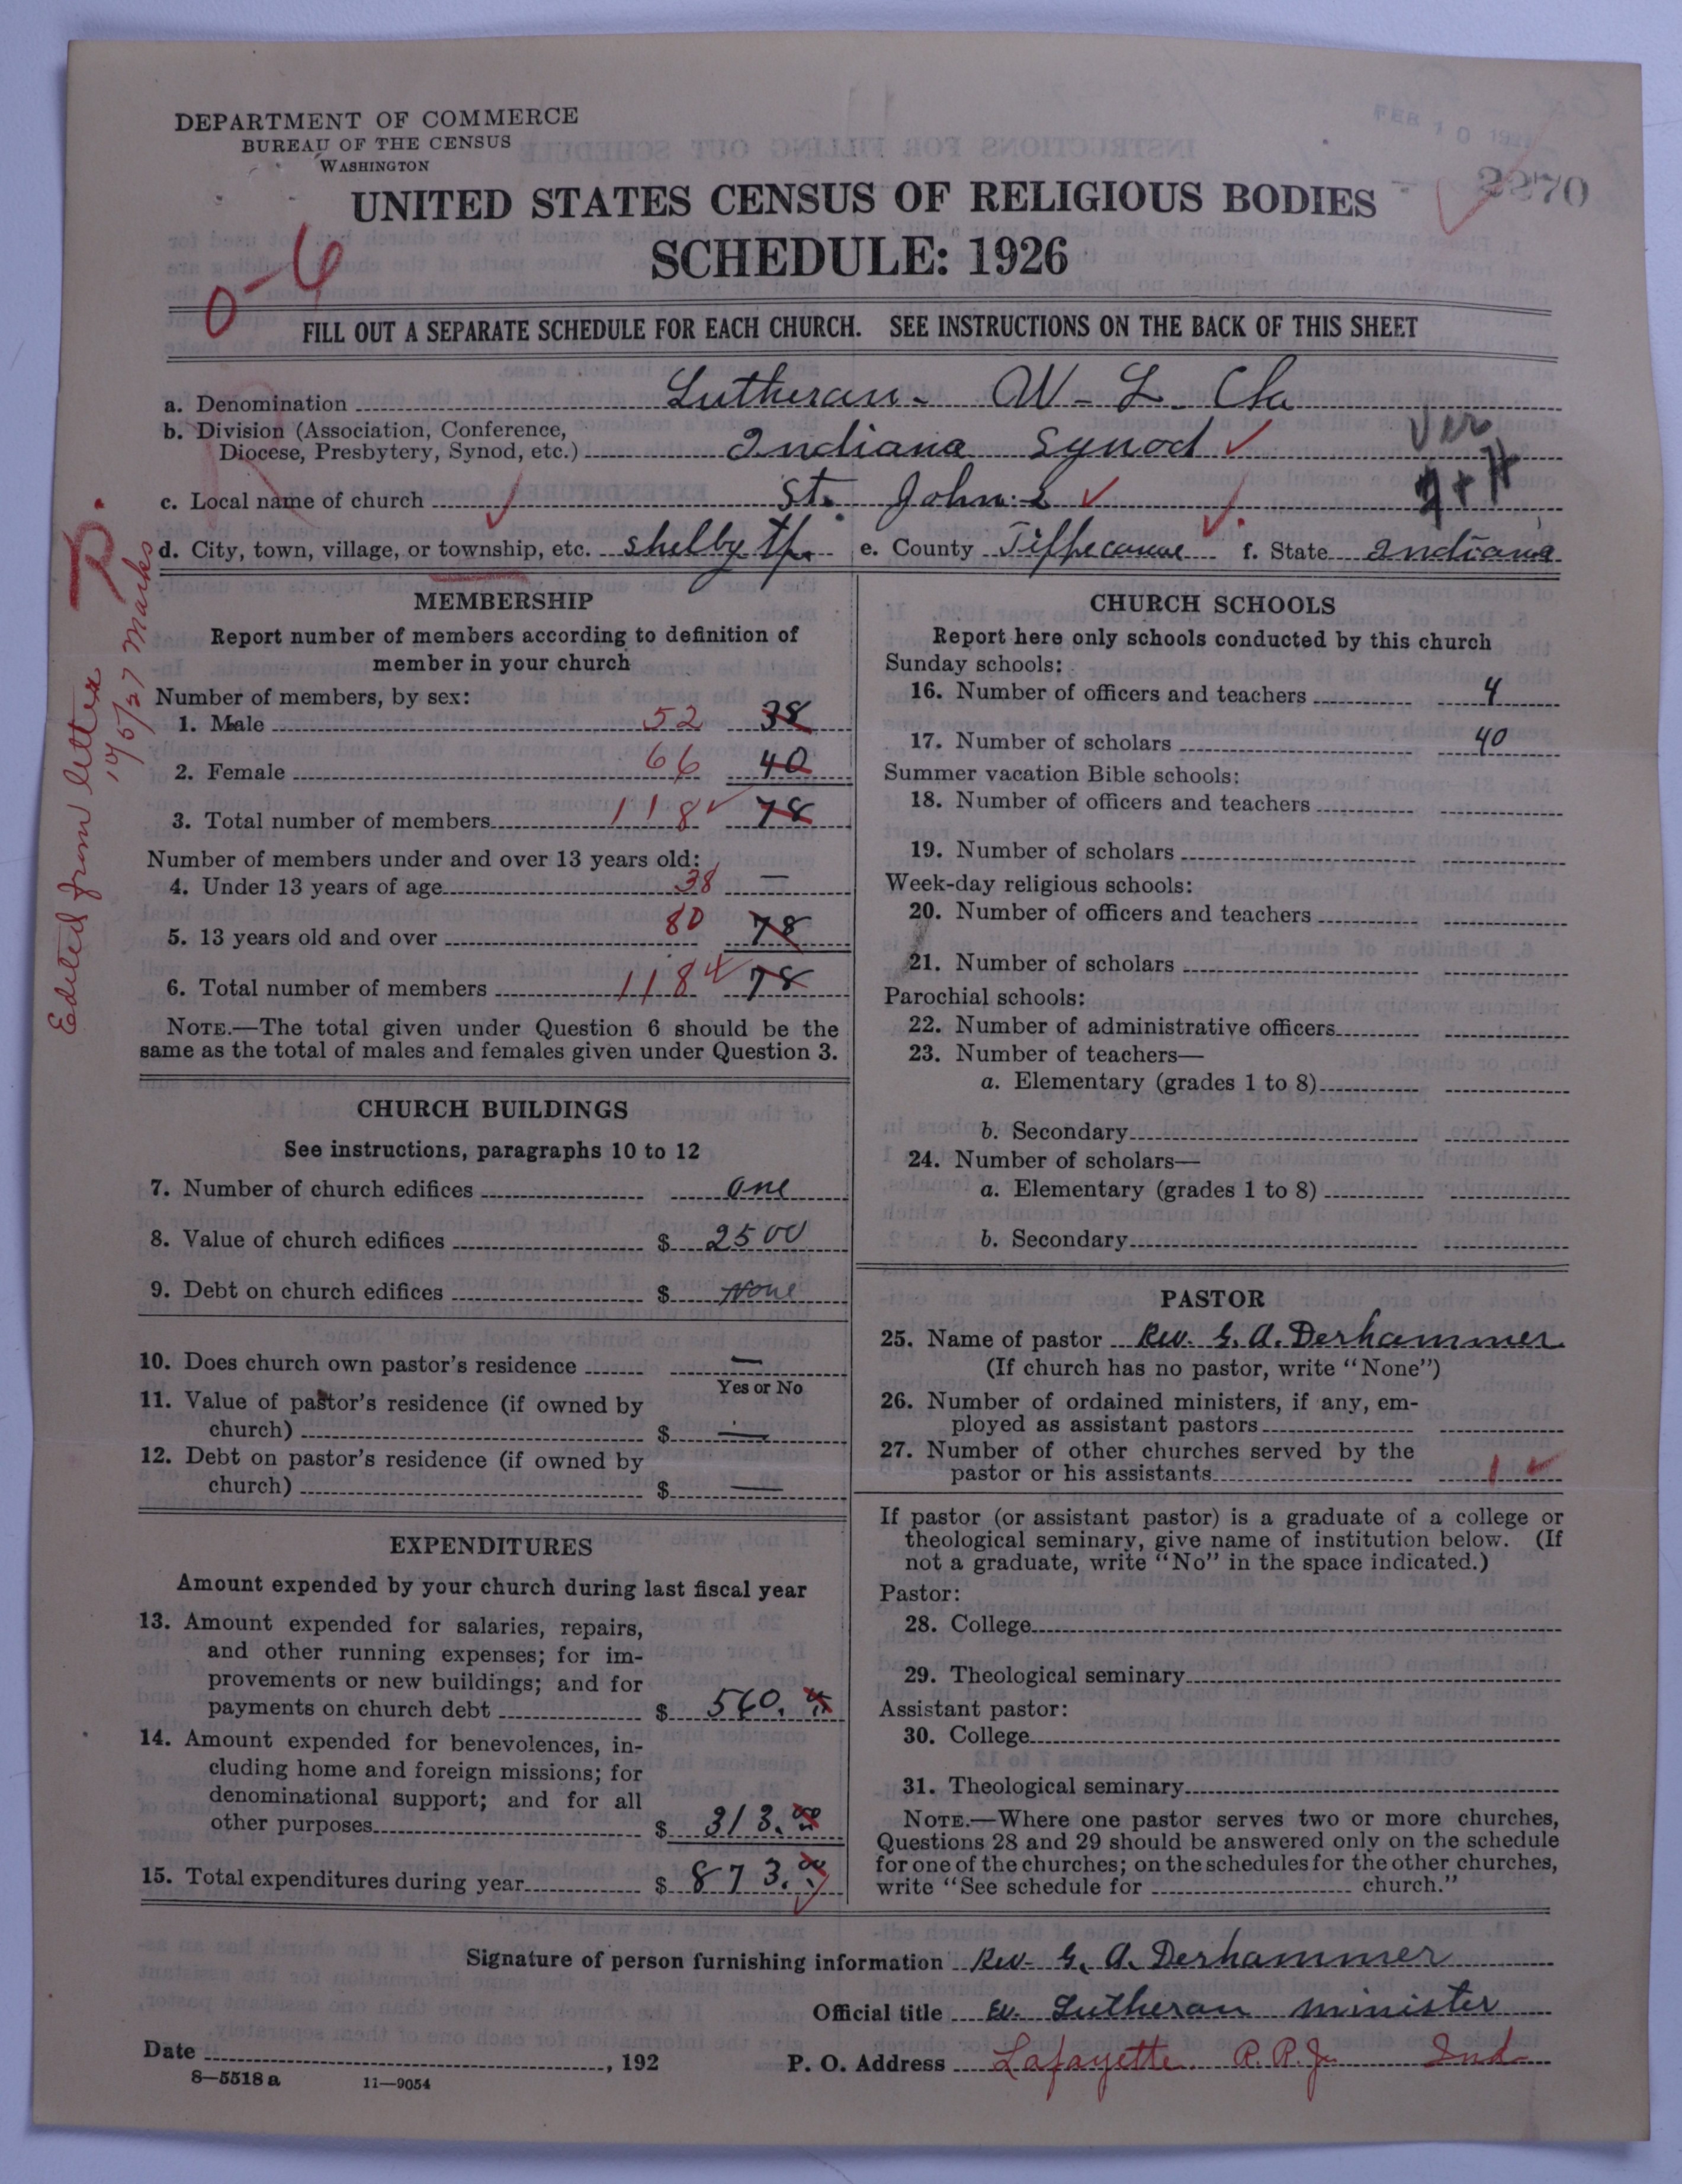 DEPARTMENT OF COMMERCE
BUREAU OF THE CENSUS
WASHINGTON
FEB 10
2270
UNITED STATES CENSUS OF RELIGIOUS BODIES
SCHEDULE: 1926
0-6
FILL OUT A SEPARATE SCHEDULE FOR EACH CHURCH. SEE INSTRUCTIONS ON THE BACK OF THIS SHEET
a. Denomination Lutheran - W - L - Cha
b. Division (Association, Conference,
Diocese, Presbytery, Synod, etc.) Indiana Synod ✓
Ver
c. Local name of church ✓ St. John's ✓
d. City, town, village, or township, etc. Shelby tp. e. County Tippecanoe f. State Indiana
Edited from letter
10/5/27 Marks
MEMBERSHIP
Report number of members according to definition of
member in your church
Number of members, by sex:
1. Male 52 38
2. Female 66 40
3. Total number of members 118 ✓ 78
Number of members under and over 13 years old:
4. Under 13 years of age 38 —
5. 13 years old and over 80 78
6. Total number of members 118 ✓ 78
NOTE.—The total given under Question 6 should be the
same as the total of males and females given under Question 3.
CHURCH BUILDINGS
See instructions, paragraphs 10 to 12
7. Number of church edifices one
8. Value of church edifices $ 2500
9. Debt on church edifices $ None
10. Does church own pastor's residence —
Yes or No
11. Value of pastor's residence (if owned by
church) $ —
12. Debt on pastor's residence (if owned by
church) $ —
EXPENDITURES
Amount expended by your church during last fiscal year
13. Amount expended for salaries, repairs,
and other running expenses; for im-
provements or new buildings; and for
payments on church debt $ 560.
14. Amount expended for benevolences, in-
cluding home and foreign missions; for
denominational support; and for all
other purposes $ 313.00
15. Total expenditures during year $ 873.00
CHURCH SCHOOLS
Report here only schools conducted by this church
Sunday schools:
16. Number of officers and teachers 4
17. Number of scholars 40
Summer vacation Bible schools:
18. Number of officers and teachers
19. Number of scholars
Week-day religious schools:
20. Number of officers and teachers
21. Number of scholars
Parochial schools:
22. Number of administrative officers
23. Number of teachers—
a. Elementary (grades 1 to 8)
b. Secondary
24. Number of scholars—
a. Elementary (grades 1 to 8)
b. Secondary
PASTOR
25. Name of pastor Rev. G. A. Derhammer
(If church has no pastor, write "None")
26. Number of ordained ministers, if any, em-
ployed as assistant pastors
27. Number of other churches served by the
pastor or his assistants 1 ✓
If pastor (or assistant pastor) is a graduate of a college or
theological seminary, give name of institution below. (If
not a graduate, write "No" in the space indicated.)
Pastor:
28. College
29. Theological seminary
Assistant pastor:
30. College
31. Theological seminary
NOTE.—Where one pastor serves two or more churches,
Questions 28 and 29 should be answered only on the schedule
for one of the churches; on the schedules for the other churches,
write "See schedule for church."
Signature of person furnishing information Rev. G. A. Derhammer
Official title Ev. Lutheran minister
Date , 192
P. O. Address Lafayette Ind
8—5518 a 11—9054